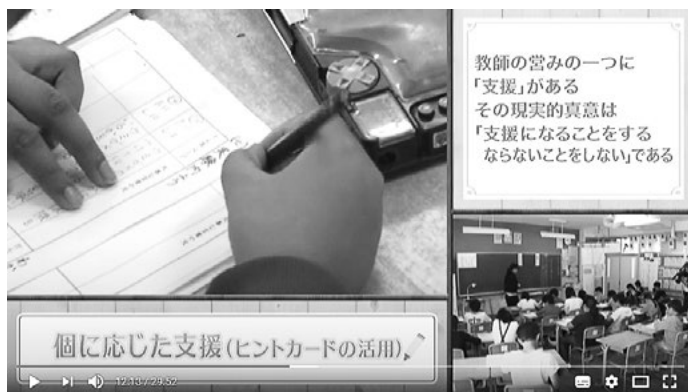 教師の営みの一つに
「支援」がある
その現実的真意は
「支援になることをする
ならないことをしない」である
個に応じた支援(ヒントカードの活用)
12:13 / 29:52